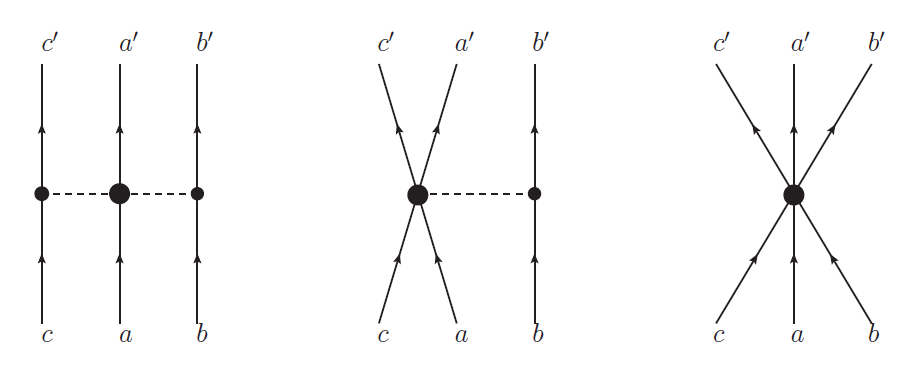 c′ a′ b′ c′ a′ b′ c′ a′ b′
c a b c a b c a b